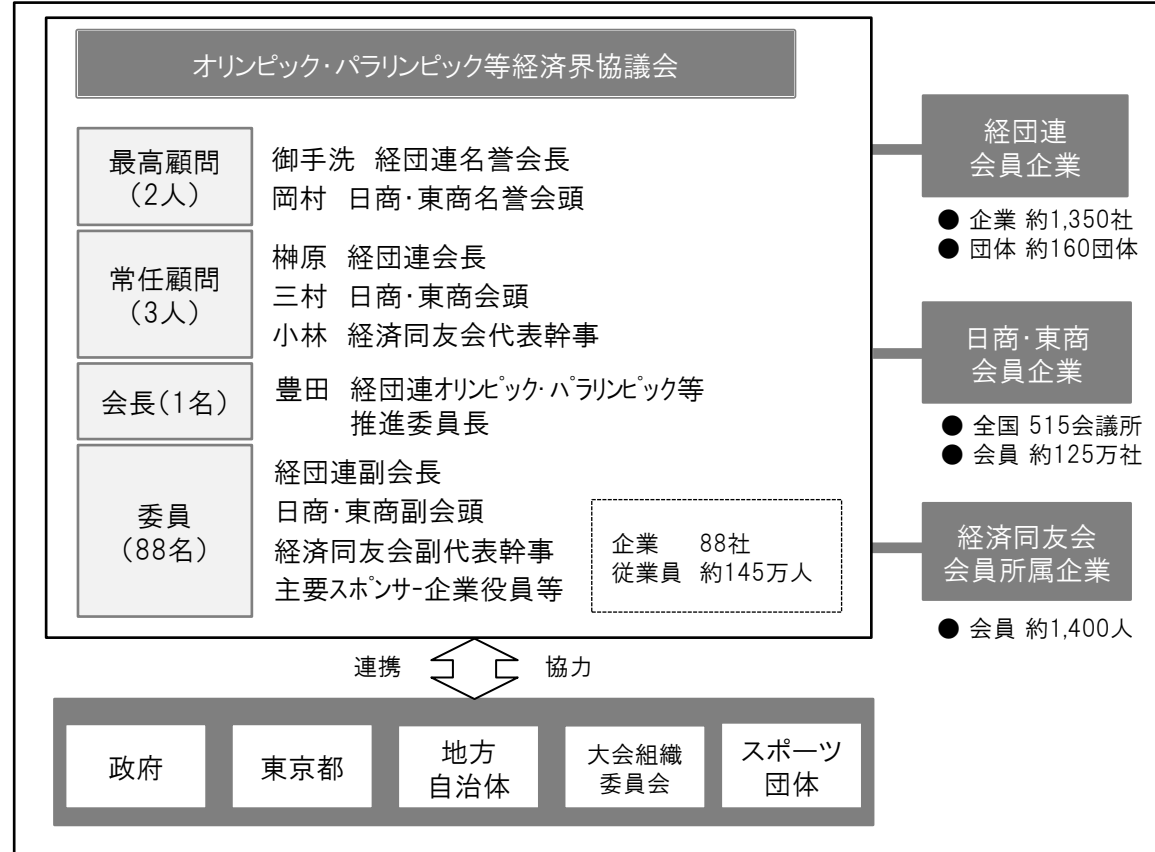 オリンピック・パラリンピック等経済界協議会
最高顧問
(2人)
御手洗 経団連名誉会長
岡村 日商・東商名誉会頭
常任顧問
(3人)
榊原 経団連会長
三村 日商・東商会頭
小林 経済同友会代表幹事
会長(1名)
豊田 経団連オリンピック・パラリンピック等
推進委員長
委員
(88名)
経団連副会長
日商・東商副会頭
経済同友会副代表幹事
主要スポンサー企業役員等
企業 88社
従業員 約145万人
経団連
会員企業
● 企業 約1,350社
● 団体 約160団体
日商・東商
会員企業
● 全国 515会議所
● 会員 約125万社
経済同友会
会員所属企業
● 会員 約1,400人
連携 協力
政府
東京都
地方
自治体
大会組織
委員会
スポーツ
団体